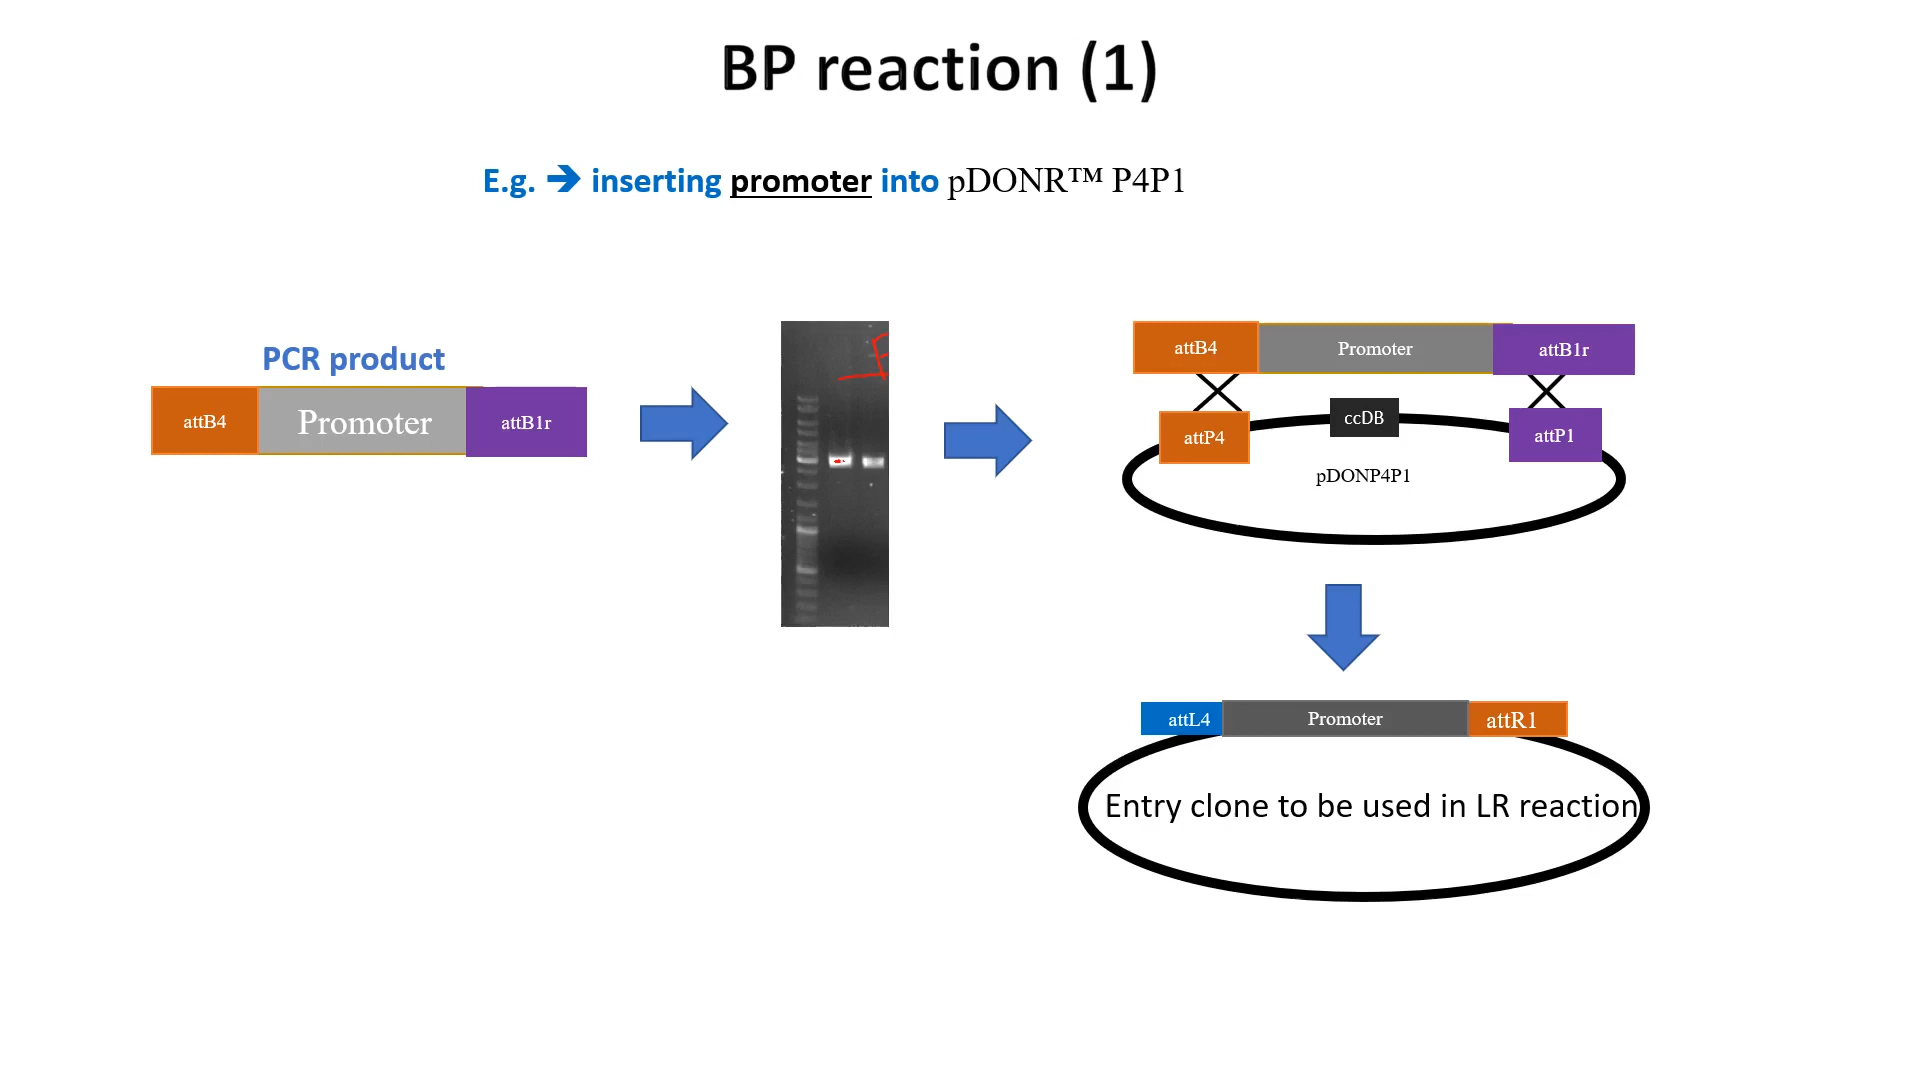 BP reaction (1)
E.g. ➔ inserting promoter into pDONR™ P4P1
PCR product
attB4 Promoter attB1r
attB4 Promoter attB1r
ccDB
attP4 attP1
pDONP4P1
attL4 Promoter attR1
Entry clone to be used in LR reaction